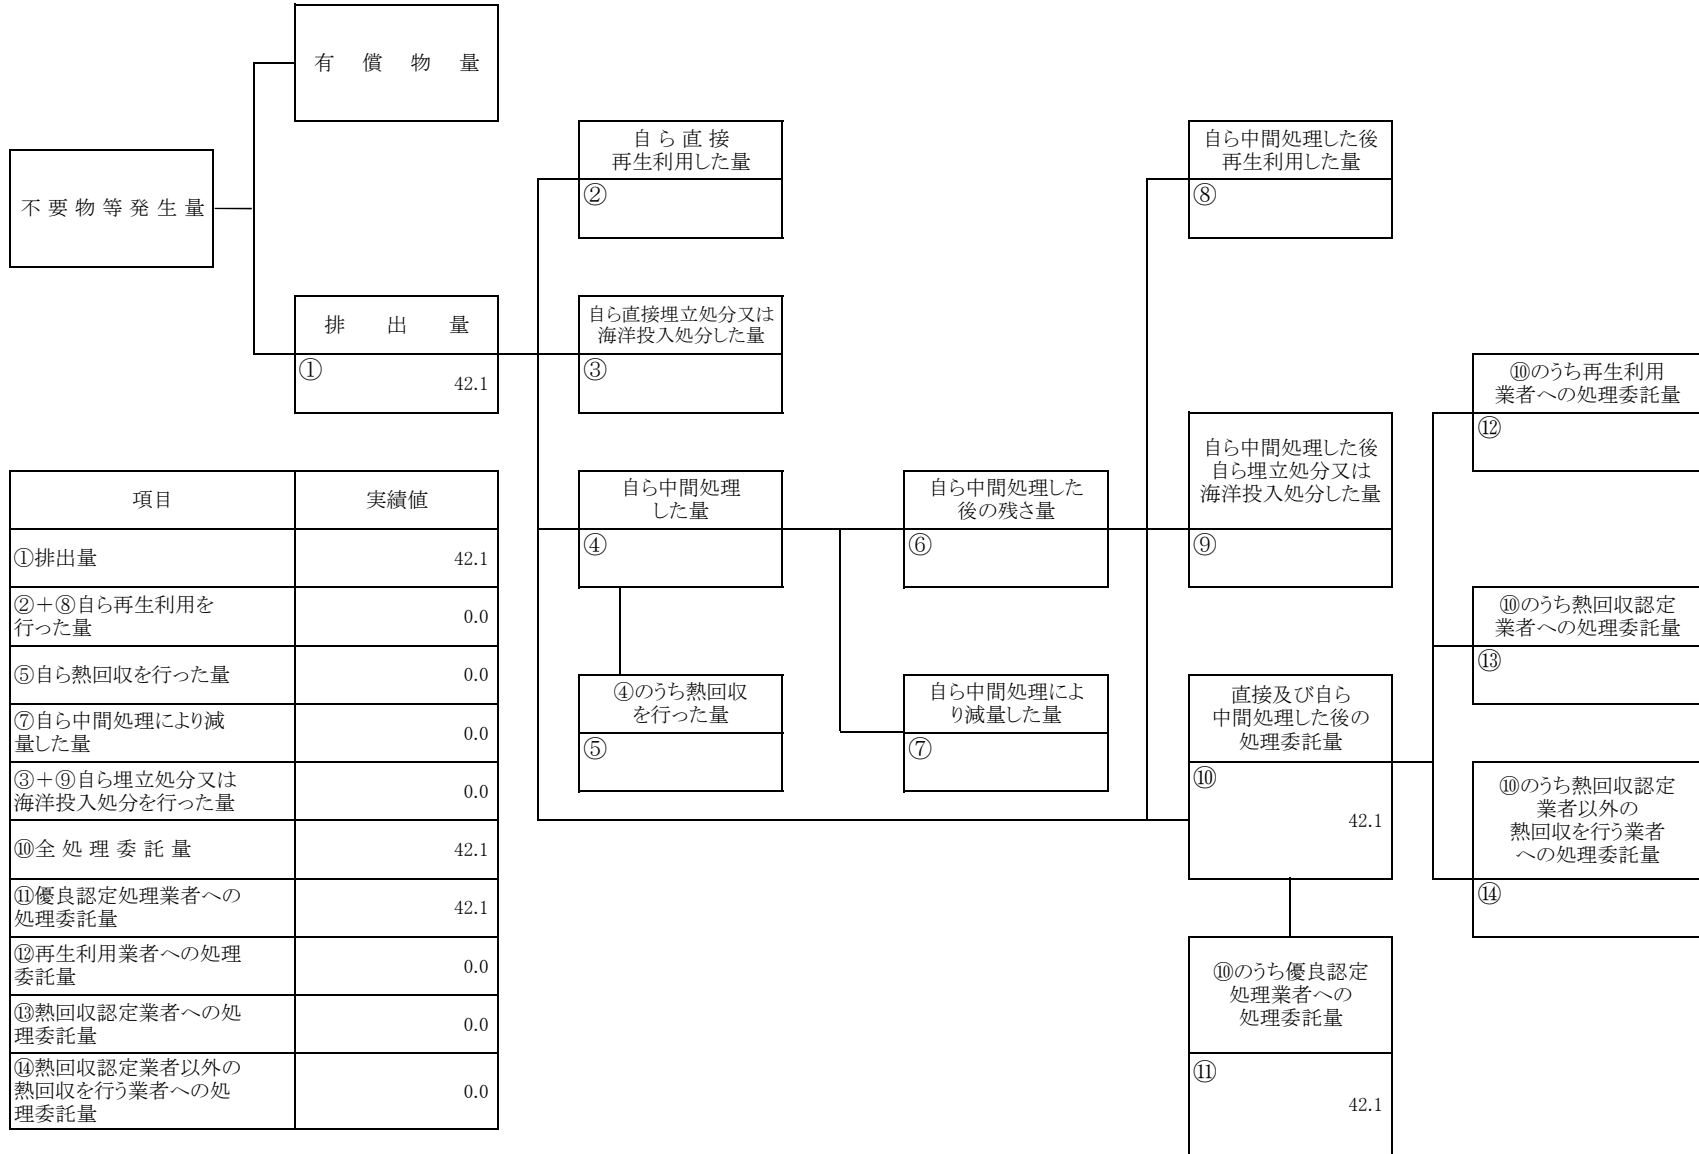 有償物量
不要物等発生量
排出量
①
42.1
自ら直接
再生利用した量
②
自ら直接埋立処分又は
海洋投入処分した量
③
自ら中間処理
した量
④
④のうち熱回収
を行った量
⑤
自ら中間処理した
後の残さ量
⑥
自ら中間処理によ
り減量した量
⑦
自ら中間処理した後
再生利用した量
⑧
自ら中間処理した後
自ら埋立処分又は
海洋投入処分した量
⑨
直接及び自ら
中間処理した後の
処理委託量
⑩
42.1
⑩のうち優良認定
処理業者への
処理委託量
⑪
42.1
⑩のうち再生利用
業者への処理委託量
⑫
⑩のうち熱回収認定
業者への処理委託量
⑬
⑩のうち熱回収認定
業者以外の
熱回収を行う業者
への処理委託量
⑭
項目 実績値
①排出量 42.1
②+⑧自ら再生利用を
行った量 0.0
⑤自ら熱回収を行った量 0.0
⑦自ら中間処理により減
量した量 0.0
③+⑨自ら埋立処分又は
海洋投入処分を行った量 0.0
⑩全処理委託量 42.1
⑪優良認定処理業者への
処理委託量 42.1
⑫再生利用業者への処理
委託量 0.0
⑬熱回収認定業者への処
理委託量 0.0
⑭熱回収認定業者以外の
熱回収を行う業者への処
理委託量 0.0